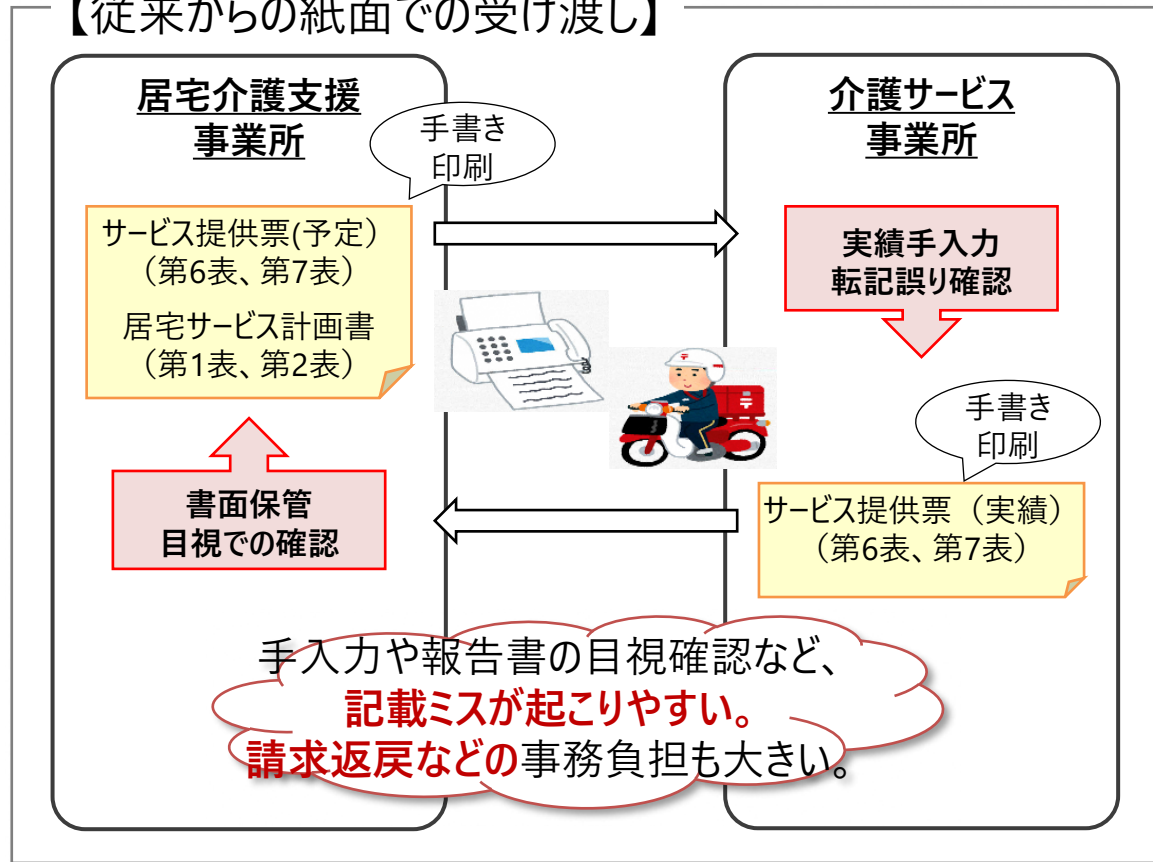 【従来からの紙面での受け渡し】
居宅介護支援
事業所
手書き
印刷
サービス提供票(予定）
（第6表、第7表）
居宅サービス計画書
（第1表、第2表）
書面保管
目視での確認
介護サービス
事業所
実績手入力
転記誤り確認
手書き
印刷
サービス提供票（実績）
（第6表、第7表）
手入力や報告書の目視確認など、
記載ミスが起こりやすい。
請求返戻などの事務負担も大きい。